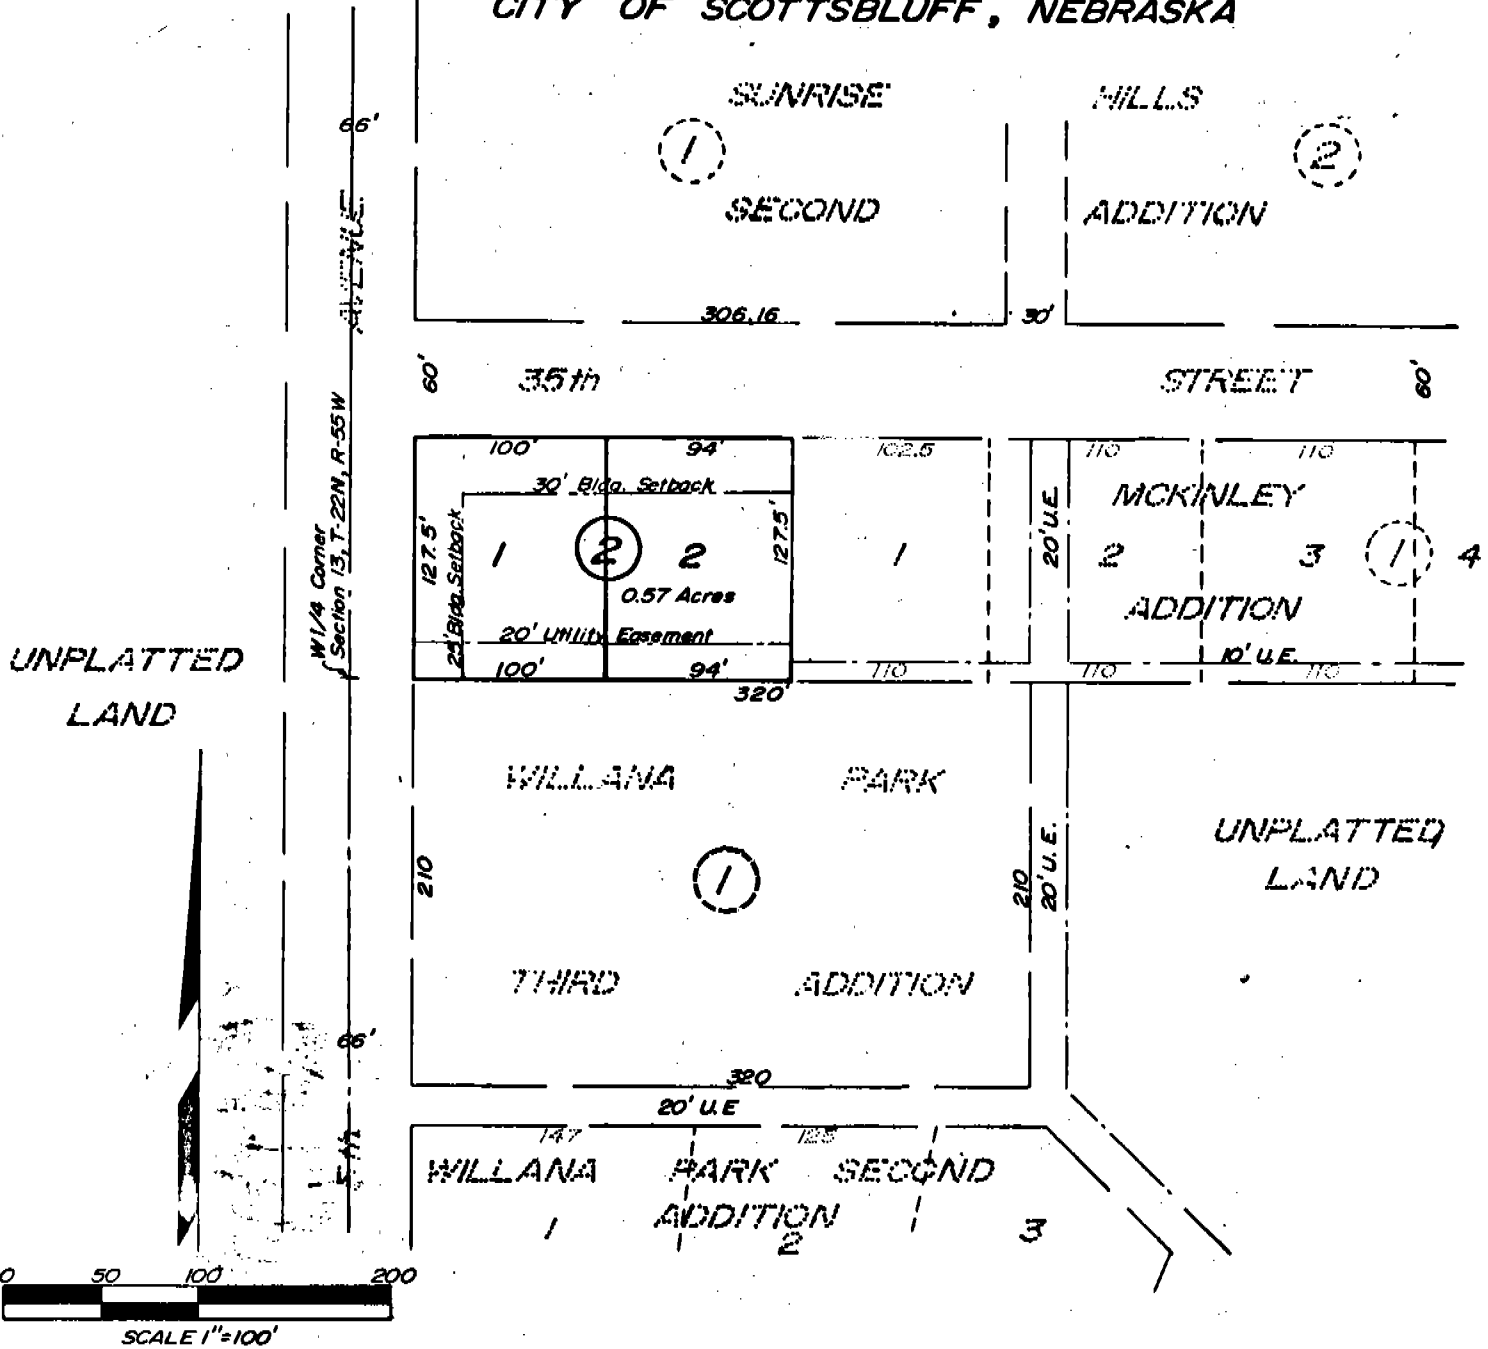 CITY OF SCOTTSBLUFF, NEBRASKA
SUNRISE HILLS
66'
1 2
SECOND ADDITION
AVENUE
306.16 30'
60' 35th STREET 60'
100' 94' 102.5 110 110
30' Bldg. Setback
MCKINLEY
127.5' 25' Bldg. Setback 1 2 2 127.5' 1 20' U.E. 2 3 1 4
0.57 Acres
ADDITION
W 1/4 Corner
Section 13, T-22N, R-55W
20' Utility Easement
10' U.E.
100' 94' 110 110 110
320'
UNPLATTED
LAND
WILLANA PARK
UNPLATTED
LAND
210 1 210 20' U.E.
THIRD ADDITION
66'
320
20' U.E
147 125
5th
WILLANA PARK SECOND
ADDITION
1 2 3
0 50 100 200
SCALE 1"=100'